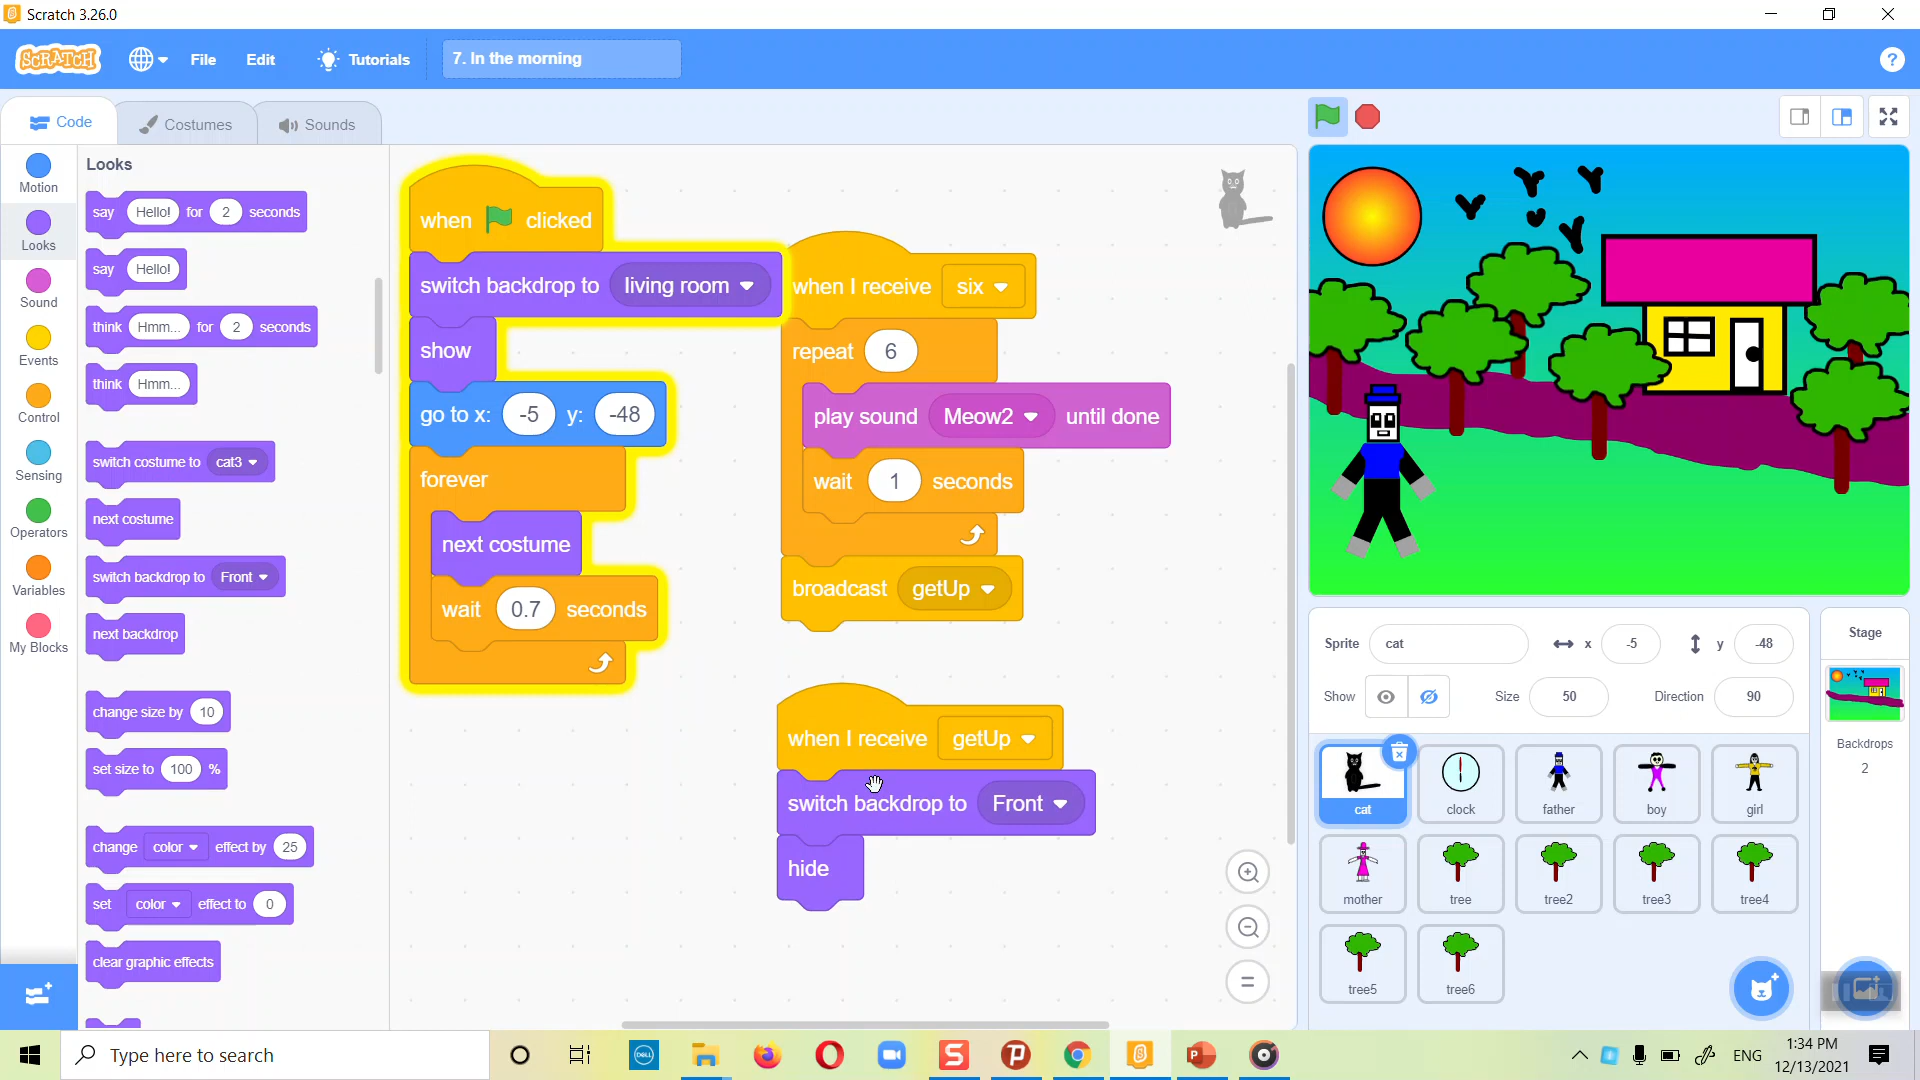 Scratch 3.26.0
SCRATCH
File
Edit
Tutorials
7. In the morning
?
Code
Costumes
Sounds
Motion
Looks
Sound
Events
Control
Sensing
Operators
Variables
My Blocks
Looks
say Hello! for 2 seconds
say Hello!
think Hmm... for 2 seconds
think Hmm...
switch costume to cat3
next costume
switch backdrop to Front
next backdrop
change size by 10
set size to 100 %
change color effect by 25
set color effect to 0
clear graphic effects
when clicked
switch backdrop to living room
show
go to x: -5 y: -48
forever
next costume
wait 0.7 seconds
when I receive six
repeat 6
play sound Meow2 until done
wait 1 seconds
broadcast getUp
when I receive getUp
switch backdrop to Front
hide
Sprite cat x -5 y -48
Show Size 50 Direction 90
cat
clock
father
boy
girl
mother
tree
tree2
tree3
tree4
tree5
tree6
Stage
Backdrops
2
Type here to search
DELL
ENG
1:34 PM
12/13/2021